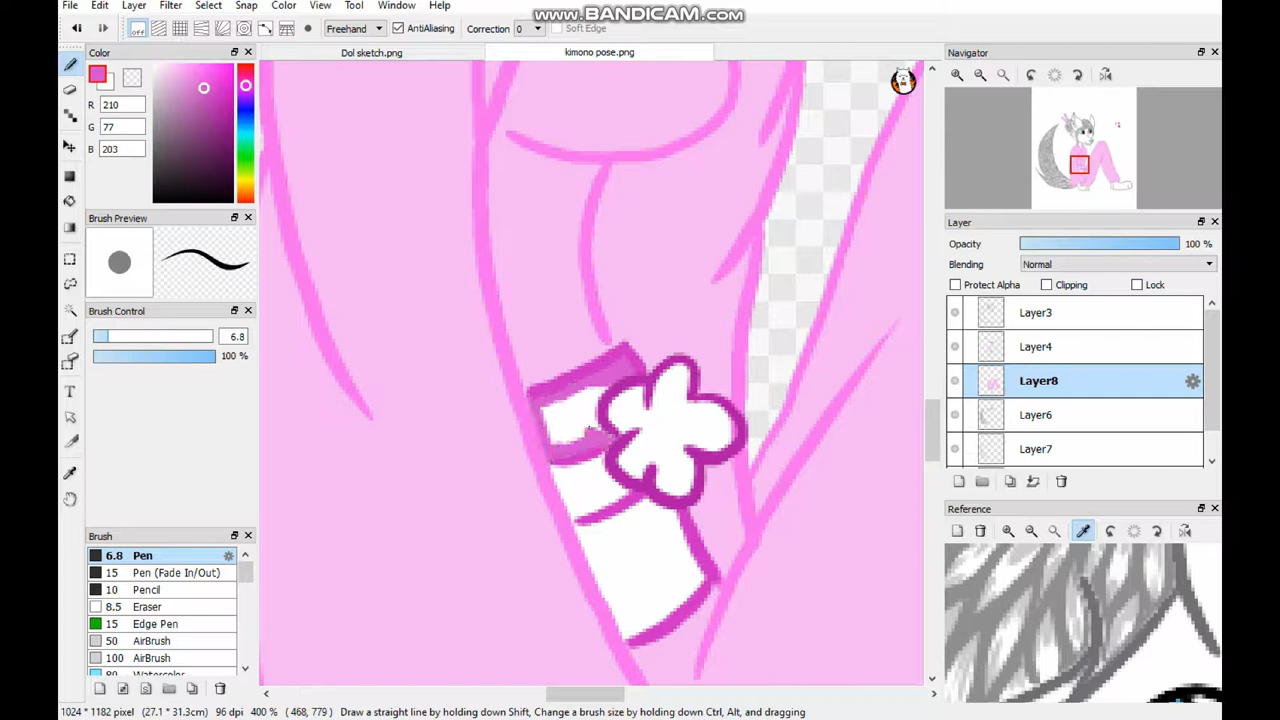 www.BANDICAM.com
File Edit Layer Filter Select Snap Color View Tool Window Help
off Freehand AntiAliasing Correction 0 Soft Edge
Color
Dol sketch.png
kimono pose.png
Navigator
R 210
G 77
B 203
Brush Preview
Layer
Opacity 100 %
Blending Normal
Protect Alpha Clipping Lock
Brush Control
6.8
100 %
Layer3
Layer4
Layer8
Layer6
Layer7
Reference
Brush
6.8 Pen
15 Pen (Fade In/Out)
10 Pencil
8.5 Eraser
15 Edge Pen
50 AirBrush
100 AirBrush
80 Watercolor
1024 * 1182 pixel (27.1 * 31.3cm) 96 dpi 400 % ( 468, 779 ) Draw a straight line by holding down Shift, Change a brush size by holding down Ctrl, Alt, and dragging